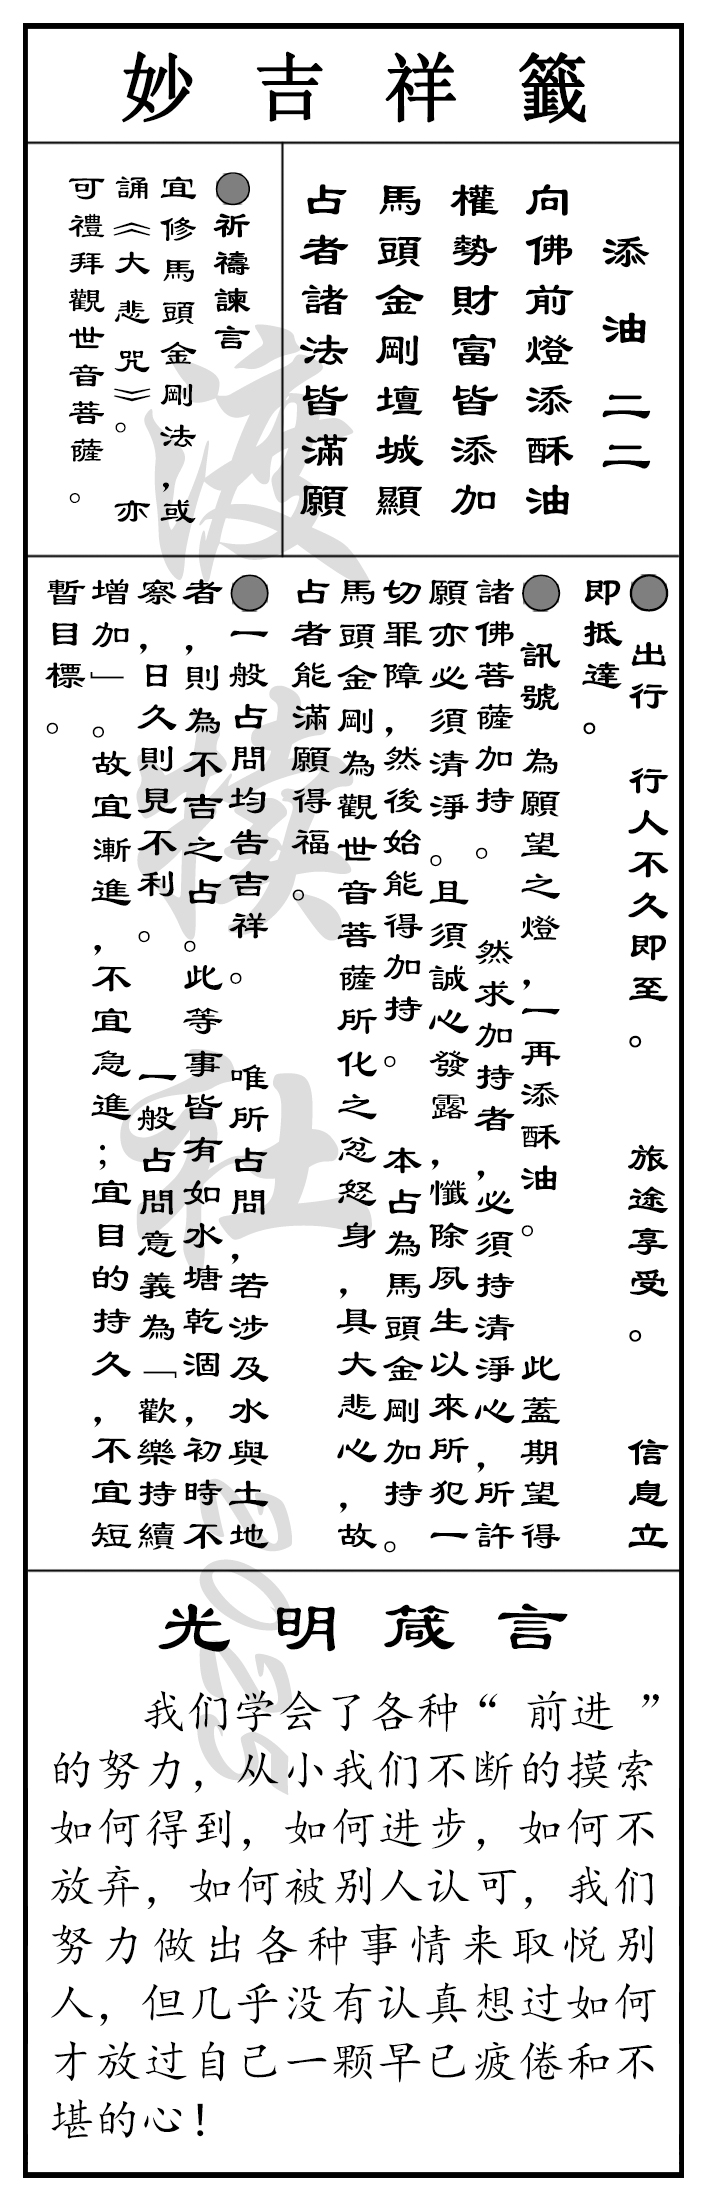 妙吉祥籤
添油 二二
向佛前燈添酥油
權勢財富皆添加
馬頭金剛壇城顯
占者諸法皆滿願
●祈禱諫言
宜修馬頭金剛法,或
誦《大悲咒》。 亦
可禮拜觀世音菩薩。
●出行 行人不久即至。 旅途享受。 信息立
即抵達。
●訊號 為願望之燈,一再添酥油。 此蓋期望得
諸佛菩薩加持。 然求加持者,必須持清淨心,所許
願亦必須清淨。且須誠心發露,懺除夙生以來所犯一
切罪障,然後始能得加持。 本占為馬頭金剛加持。
馬頭金剛為觀世音菩薩所化之忿怒身,具大悲心,故
占者能滿願得福。
●一般占問均告吉祥。 唯所占問,若涉及水與土地
者,則為不吉之占。此等事皆有如水塘乾涸,初時不
察,日久則見不利。 一般占問意義為「歡樂持續
增加」。故宜漸進,不宜急進;宜目的持久,不宜短
暫目標。
光明箴言
我们学会了各种“ 前进 ”
的努力，从小我们不断的摸索
如何得到，如何进步，如何不
放弃，如何被别人认可，我们
努力做出各种事情来取悦别
人，但几乎没有认真想过如何
才放过自己一颗早已疲倦和不
堪的心！
渡
社
2025